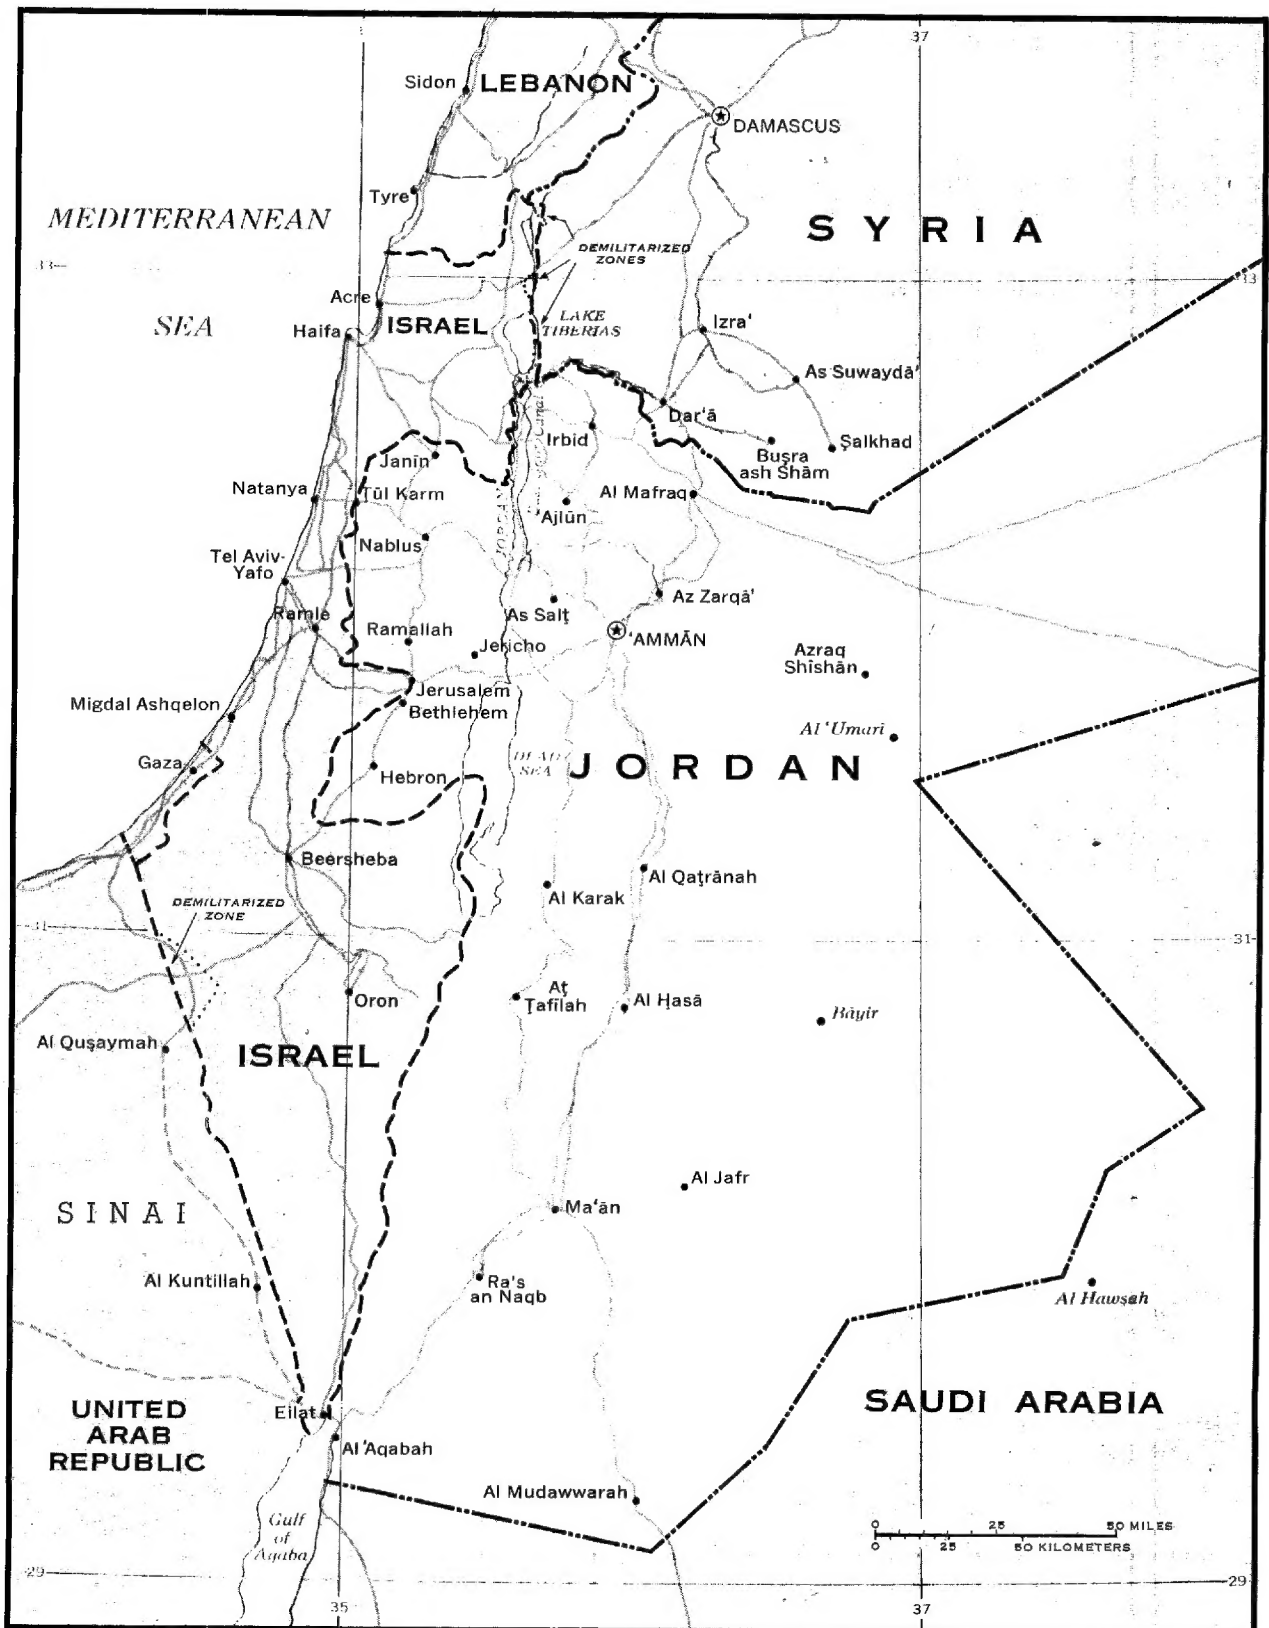 37
Sidon
LEBANON
DAMASCUS
Tyre
MEDITERRANEAN
SEA
SYRIA
DEMILITARIZED
ZONES
33
33
Acre
ISRAEL
LAKE
TIBERIAS
Haifa
Izra'
As Suwaydā'
Dar'ā
Irbid
Buşra
ash Shām
Şalkhad
Janīn
Natanya
Tūl Karm
Al Mafraq
'Ajlūn
JORDAN
Nablus
Tel Aviv-
Yafo
As Salţ
Az Zarqā'
Ramle
Ramallah
'AMMĀN
Jericho
Azraq
Shīshān
Jerusalem
Migdal Ashqelon
Bethlehem
Al 'Umarī
Gaza
Hebron
DEAD
SEA
JORDAN
Beersheba
Al Qaţrānah
Al Karak
DEMILITARIZED
ZONE
31
31
Oron
Aţ
Ţafīlah
Al Ḩasā
Bāyir
Al Quşaymah
ISRAEL
Al Jafr
SINAI
Ma'ān
Al Kuntillah
Ra's
an Naqb
Al Hawşah
UNITED
ARAB
REPUBLIC
Eilat
SAUDI ARABIA
Al 'Aqabah
Al Mudawwarah
Gulf
of
Aqaba
0 25 50 MILES
0 25 50 KILOMETERS
29
29
35
37